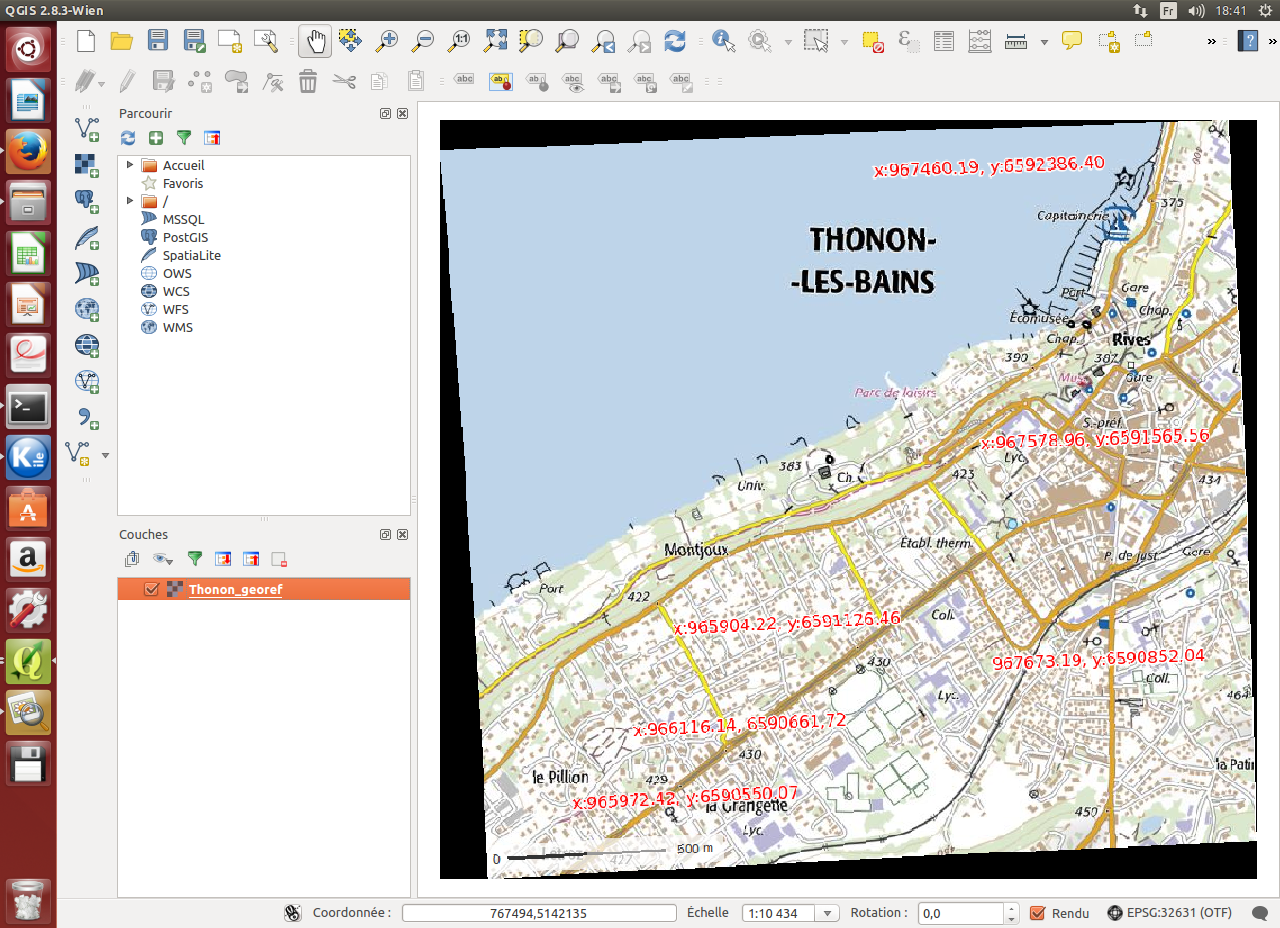 QGIS 2.8.3-Wien
Fr
18:41
Parcourir
Accueil
Favoris
/
MSSQL
PostGIS
SpatiaLite
OWS
WCS
WFS
WMS
Couches
Thonon_georef
x:967460.19, y:6592386.40
375
Capitainerie
THONON-
-LES-BAINS
Port
Gare
Chap.
Écomusée
Chap.
Rives
390
387
Mus.
Gare
Parc de loisirs
S.-préf.
x:967578.96, y:6591565.56
Lyc.
383
Ch.
423
434
Univ.
Montjoux
Etabl. therm.
P. de just.
Gare
Port
422
x:965904.22, y:6591126.46
Coll.
430
967673.19, y:6590852.04
Coll.
Lyc.
464
x:966116.14, 6590661,72
430
la Patin
le Pillion
429
x:965972.42, y:6590550.07
la Grangette
450
Lyc.
0
500 m
427
Coordonnée :
767494,5142135
Échelle
1:10 434
Rotation :
0,0
Rendu
EPSG:32631 (OTF)